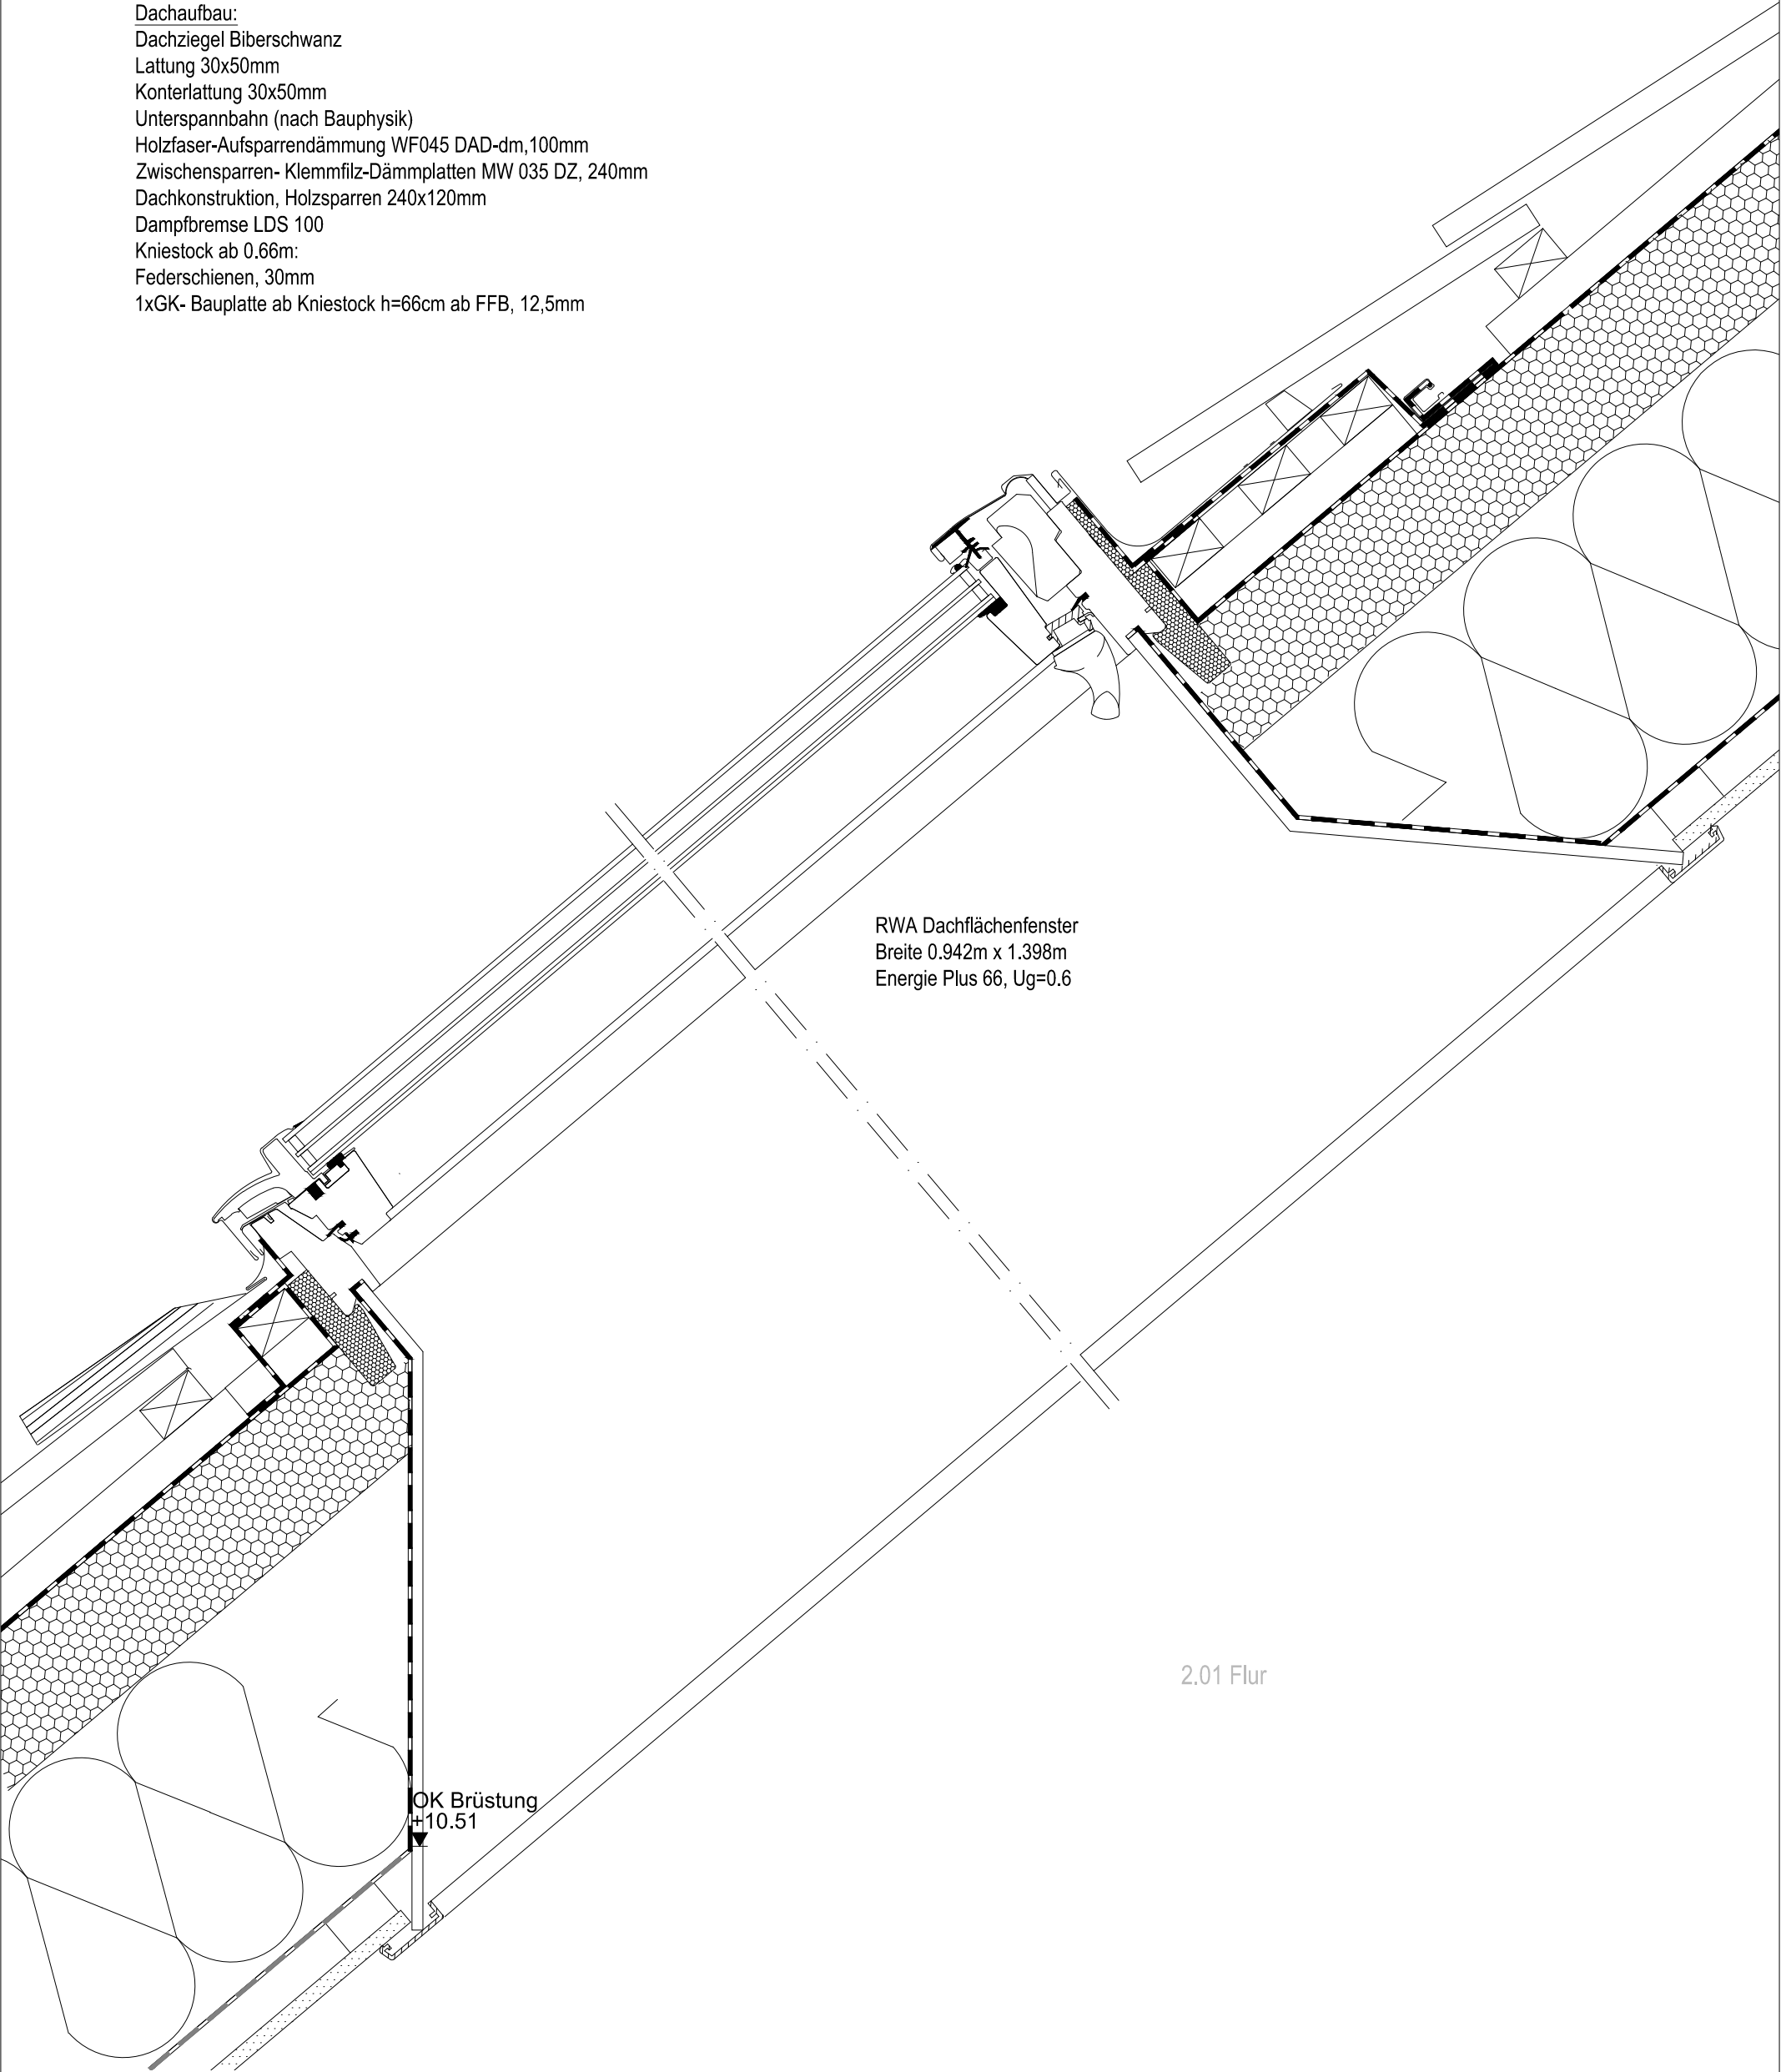 Dachaufbau:
Dachziegel Biberschwanz
Lattung 30x50mm
Konterlattung 30x50mm
Unterspannbahn (nach Bauphysik)
Holzfaser-Aufsparrendämmung WF045 DAD-dm,100mm
Zwischensparren- Klemmfilz-Dämmplatten MW 035 DZ, 240mm
Dachkonstruktion, Holzsparren 240x120mm
Dampfbremse LDS 100
Kniestock ab 0.66m:
Federschienen, 30mm
1xGK- Bauplatte ab Kniestock h=66cm ab FFB, 12,5mm
RWA Dachflächenfenster
Breite 0.942m x 1.398m
Energie Plus 66, Ug=0.6
2.01 Flur
OK Brüstung
+10.51